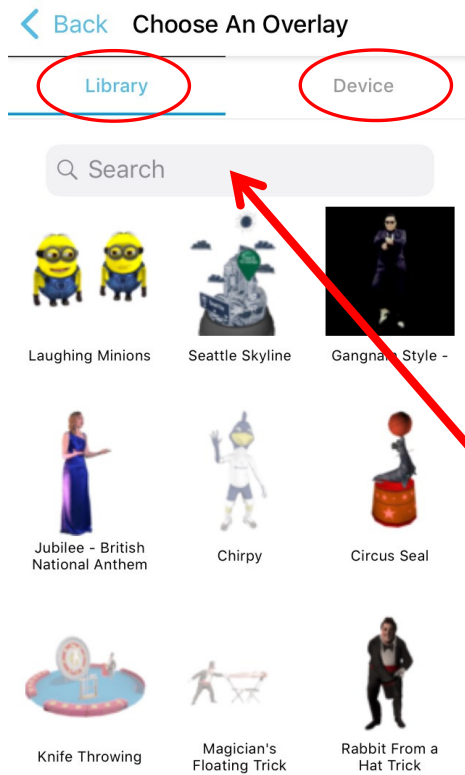 Back Choose An Overlay
Library Device
Search
Laughing Minions Seattle Skyline Gangnam Style -
Jubilee - British
National Anthem
Chirpy Circus Seal
Knife Throwing
Magician's
Floating Trick
Rabbit From a
Hat Trick